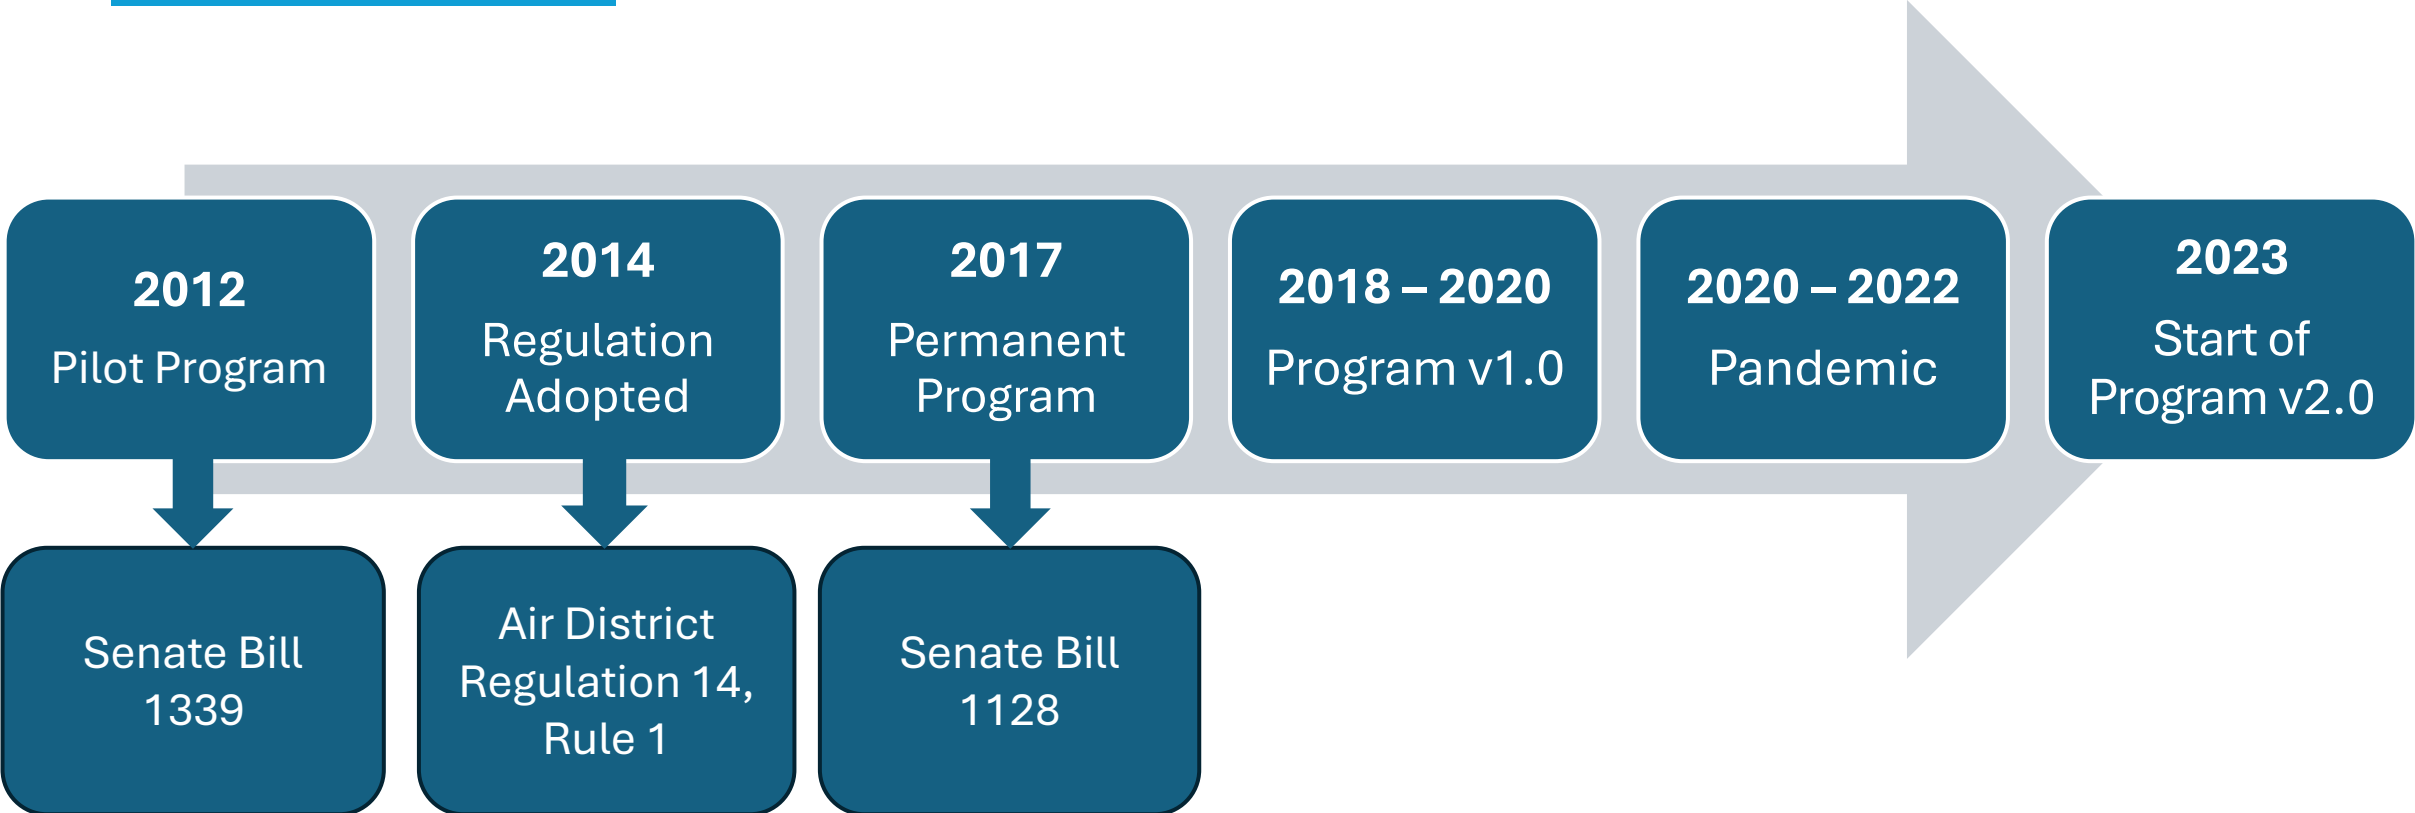 2012
Pilot Program
2014
Regulation
Adopted
2017
Permanent
Program
2018 – 2020
Program v1.0
2020 – 2022
Pandemic
2023
Start of
Program v2.0
Senate Bill
1339
Air District
Regulation 14,
Rule 1
Senate Bill
1128